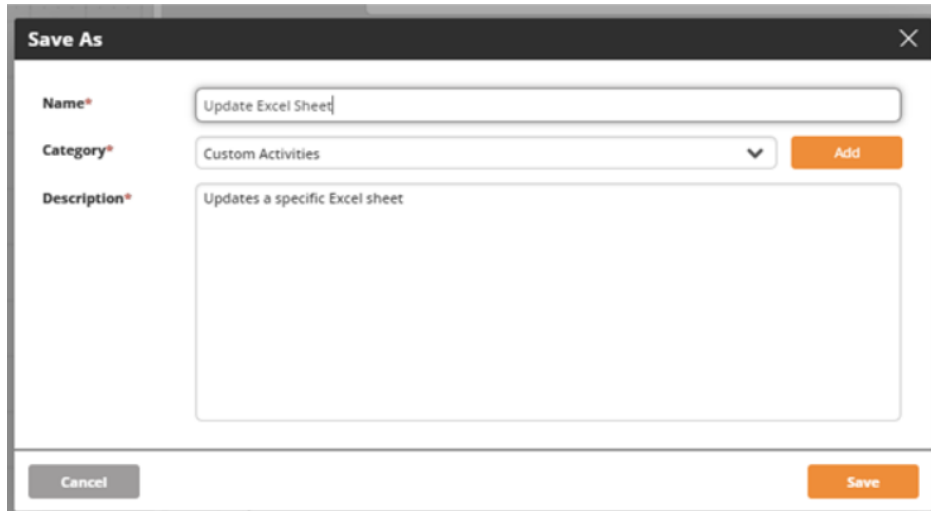 Save As
Name*
Update Excel Sheet
Category*
Custom Activities
Add
Description*
Updates a specific Excel sheet
Cancel
Save